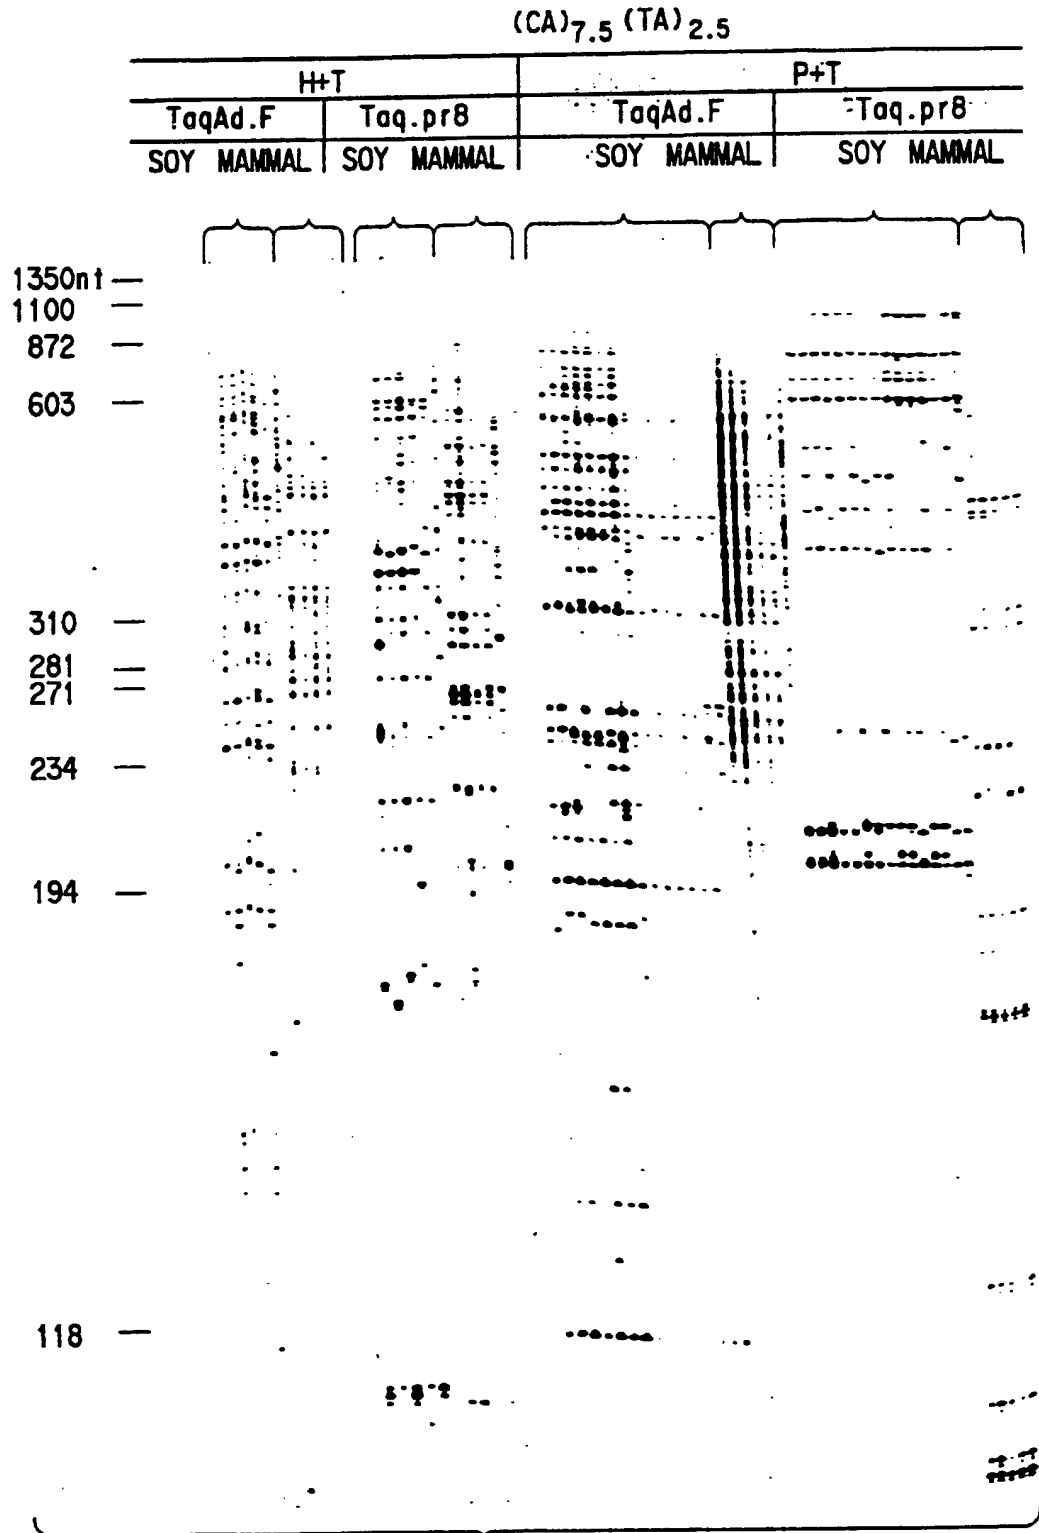 (CA)7.5 (TA)2.5
H+T P+T
TaqAd.F Taq.pr8 TaqAd.F Taq.pr8
SOY MAMMAL SOY MAMMAL SOY MAMMAL SOY MAMMAL
1350nt
1100
872
603
310
281
271
234
194
118